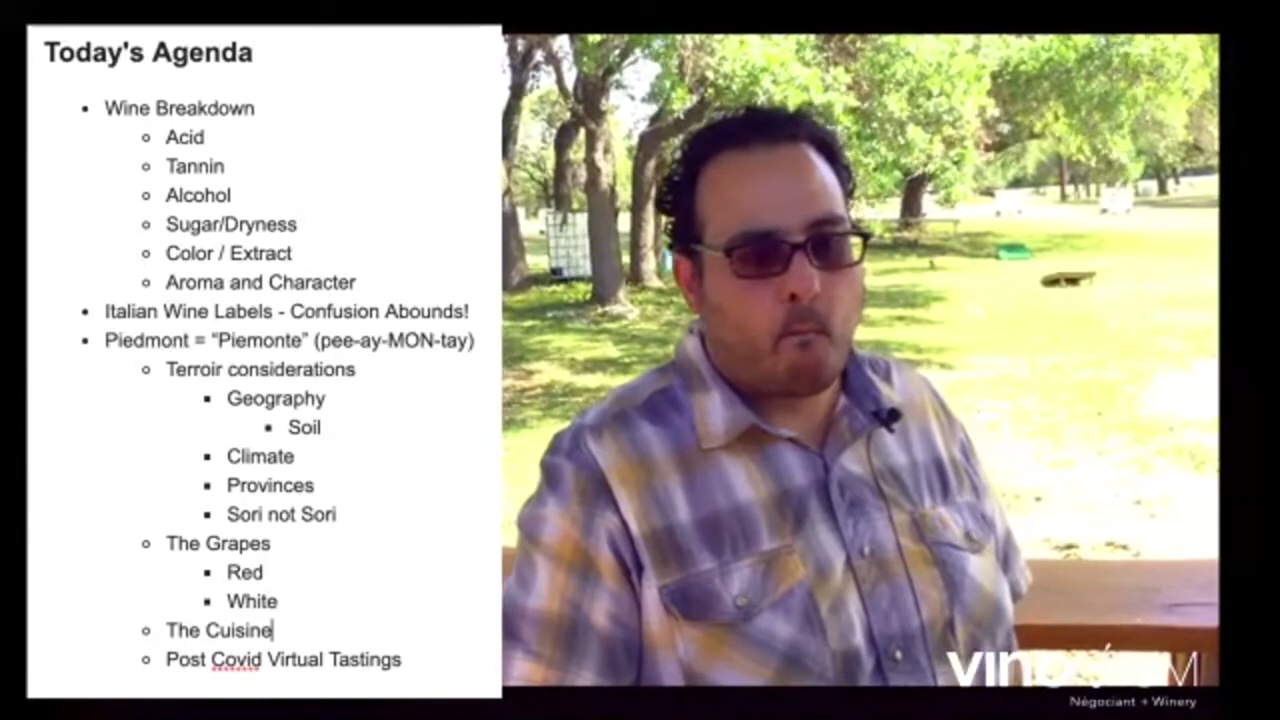 Today's Agenda
• Wine Breakdown
○ Acid
○ Tannin
○ Alcohol
○ Sugar/Dryness
○ Color / Extract
○ Aroma and Character
• Italian Wine Labels - Confusion Abounds!
• Piedmont = “Piemonte” (pee-ay-MON-tay)
○ Terroir considerations
▪ Geography
▪ Soil
▪ Climate
▪ Provinces
▪ Sori not Sori
○ The Grapes
▪ Red
▪ White
○ The Cuisine
○ Post Covid Virtual Tastings
Négociant + Winery